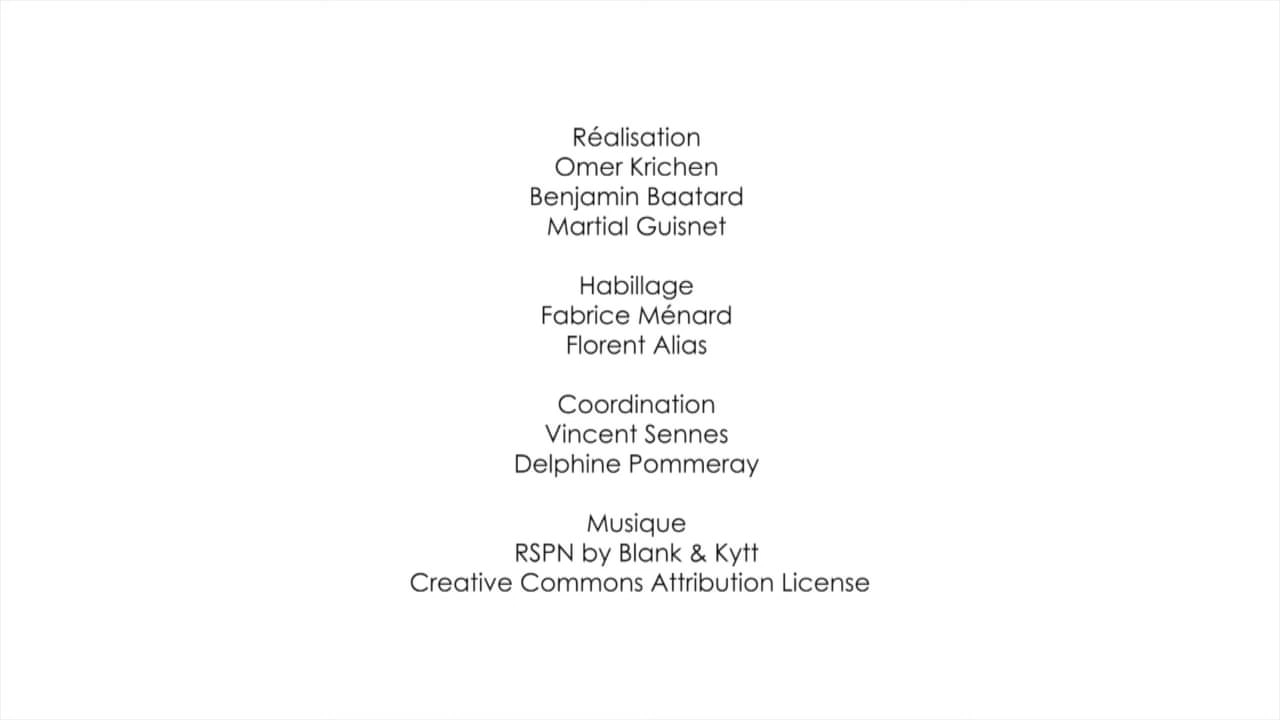 Réalisation
Omer Krichen
Benjamin Baatard
Martial Guisnet
Habillage
Fabrice Ménard
Florent Alias
Coordination
Vincent Sennes
Delphine Pommeray
Musique
RSPN by Blank & Kytt
Creative Commons Attribution License